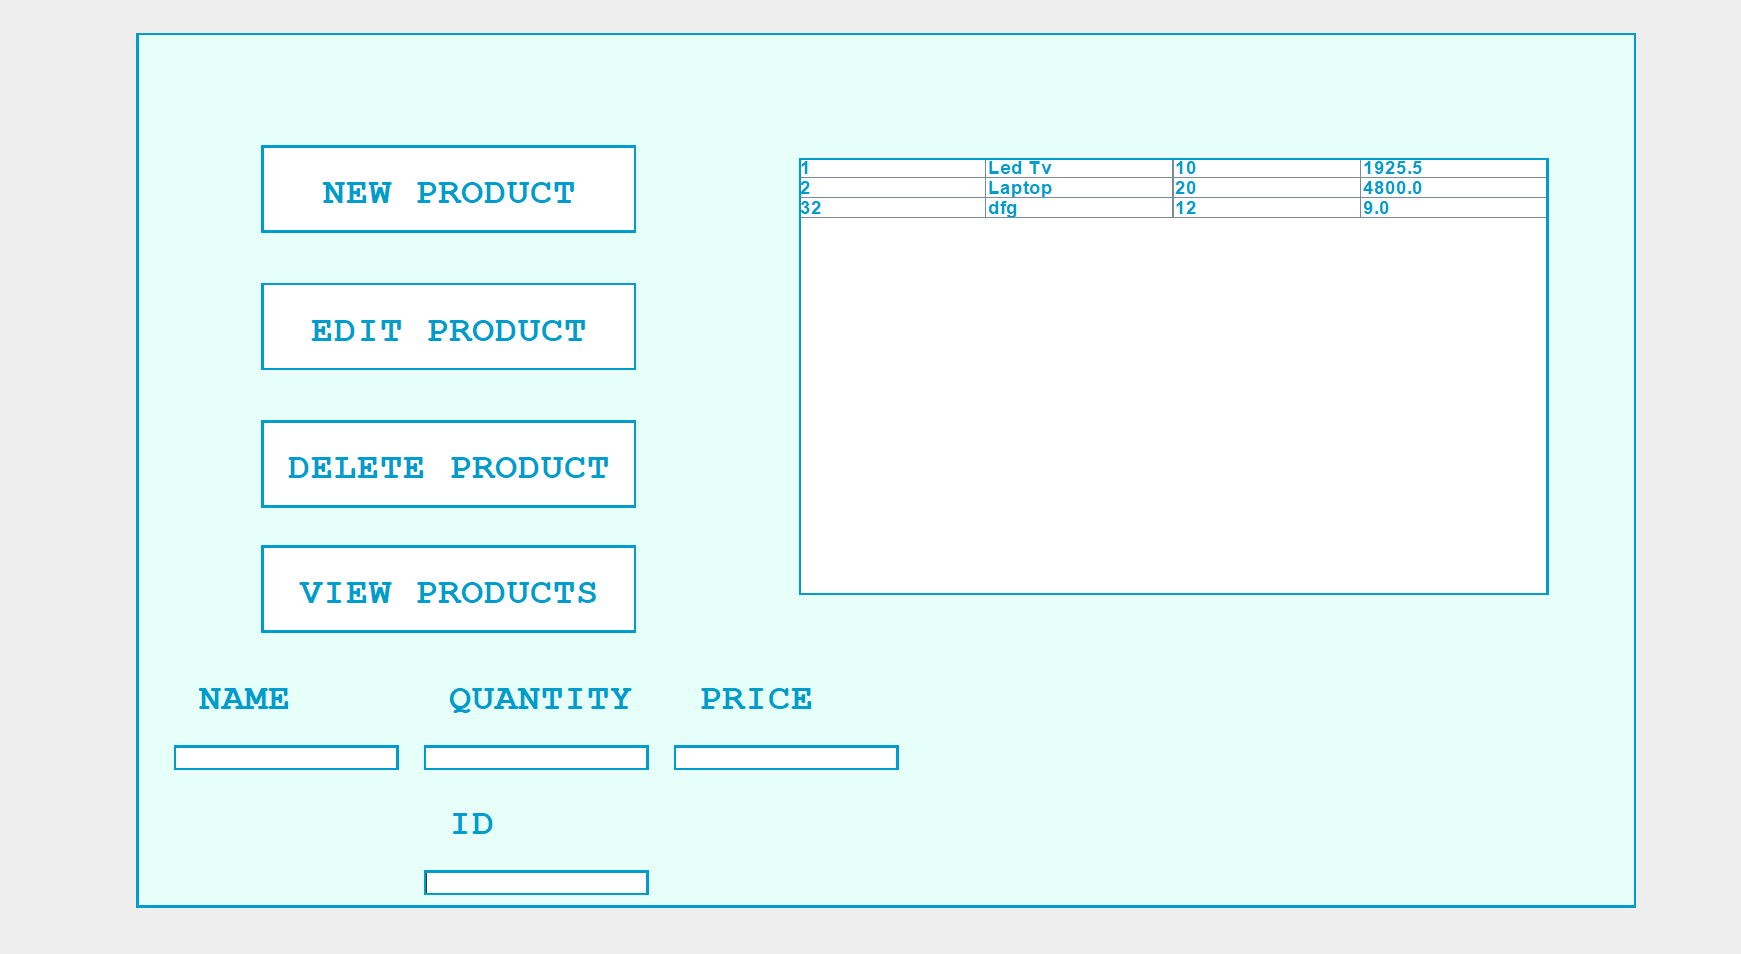 NEW PRODUCT
EDIT PRODUCT
DELETE PRODUCT
VIEW PRODUCTS
1 Led Tv 10 1925.5
2 Laptop 20 4800.0
32 dfg 12 9.0
NAME QUANTITY PRICE
ID